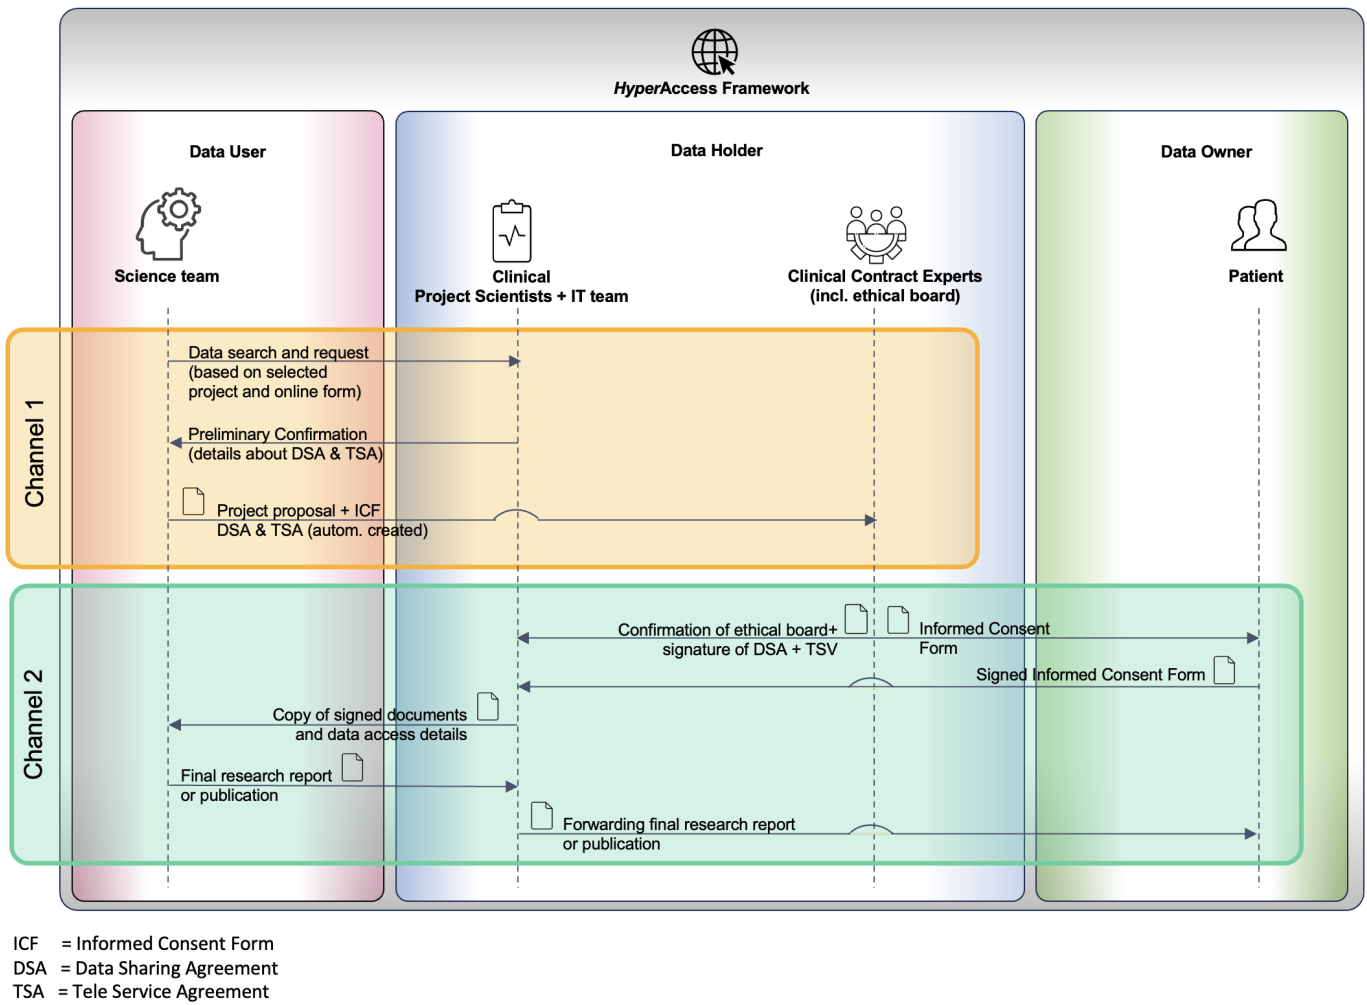 HyperAccess Framework
Data User
Data Holder
Data Owner
Science team
Clinical
Project Scientists + IT team
Clinical Contract Experts
(incl. ethical board)
Patient
Channel 1
Data search and request
(based on selected
project and online form)
Preliminary Confirmation
(details about DSA & TSA)
Project proposal + ICF
DSA & TSA (autom. created)
Channel 2
Confirmation of ethical board+
signature of DSA + TSV
Informed Consent
Form
Signed Informed Consent Form
Copy of signed documents
and data access details
Final research report
or publication
Forwarding final research report
or publication
ICF = Informed Consent Form
DSA = Data Sharing Agreement
TSA = Tele Service Agreement